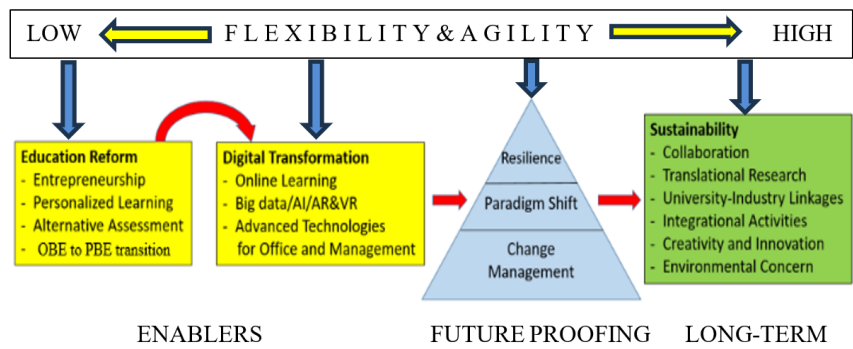 LOW F L E X I B I L I T Y & A G I L I T Y HIGH
Education Reform
- Entrepreneurship
- Personalized Learning
- Alternative Assessment
- OBE to PBE transition
Digital Transformation
- Online Learning
- Big data/AI/AR&VR
- Advanced Technologies
for Office and Management
Resilience
Paradigm Shift
Change
Management
Sustainability
- Collaboration
- Translational Research
- University-Industry Linkages
- Integrational Activities
- Creativity and Innovation
- Environmental Concern
ENABLERS FUTURE PROOFING LONG-TERM